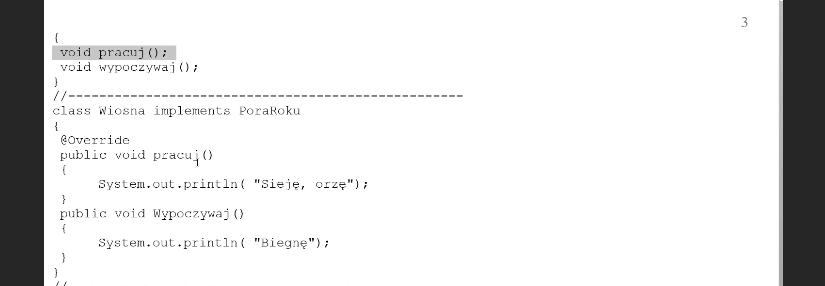 3
{
void pracuj();
void wypoczywaj();
}
//---------------------------------------------------
class Wiosna implements PoraRoku
{
@Override
public void pracuj()
{
System.out.println( "Sieję, orzę");
}
public void Wypoczywaj()
{
System.out.println( "Biegnę");
}
}
//